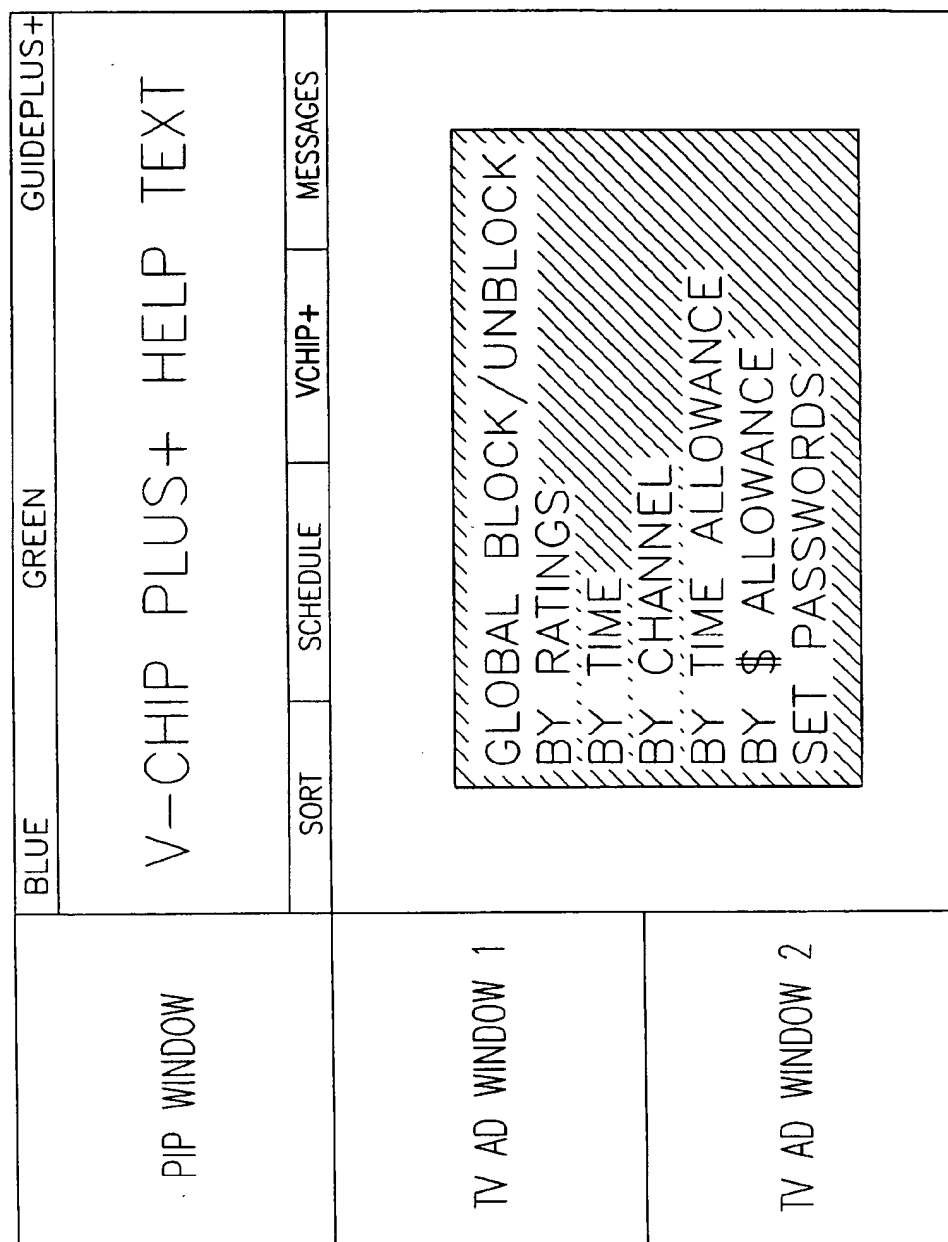 BLUE GREEN GUIDEPLUS+
PIP WINDOW
V-CHIP PLUS+ HELP TEXT
SORT SCHEDULE VCHIP+ MESSAGES
TV AD WINDOW 1
TV AD WINDOW 2
GLOBAL BLOCK/UNBLOCK
BY RATINGS
BY TIME
BY CHANNEL
BY TIME ALLOWANCE
BY $ ALLOWANCE
SET PASSWORDS